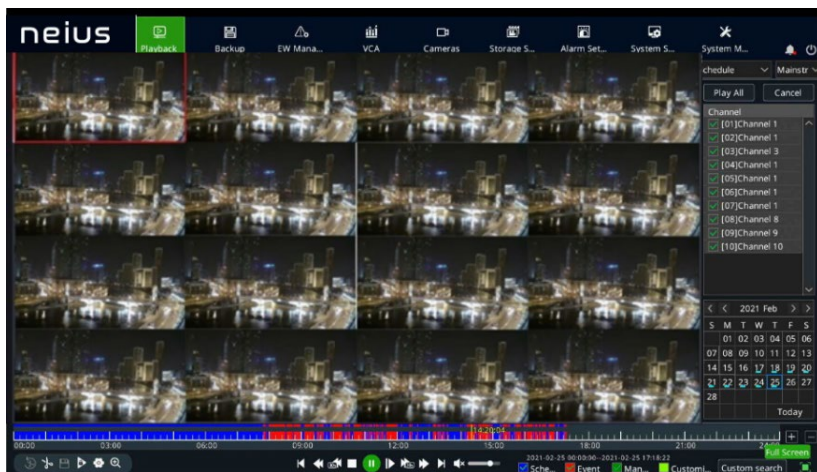 neius
Playback Backup EW Mana... VCA Cameras Storage S... Alarm Set... System S... System M...
chedule Mainstr
Play All Cancel
Channel
[01]Channel 1
[02]Channel 1
[03]Channel 3
[04]Channel 1
[05]Channel 1
[06]Channel 1
[07]Channel 1
[08]Channel 8
[09]Channel 9
[10]Channel 10
2021 Feb
S M T W T F S
01 02 03 04 05 06
07 08 09 10 11 12 13
14 15 16 17 18 19 20
21 22 23 24 25 26 27
28
Today
14:20:04
00:00 03:00 06:00 09:00 12:00 15:00 18:00 21:00
Full Screen
2021-02-25 00:00:00--2021-02-25 17:18:22
Sche... Event Man... Customi... Custom search